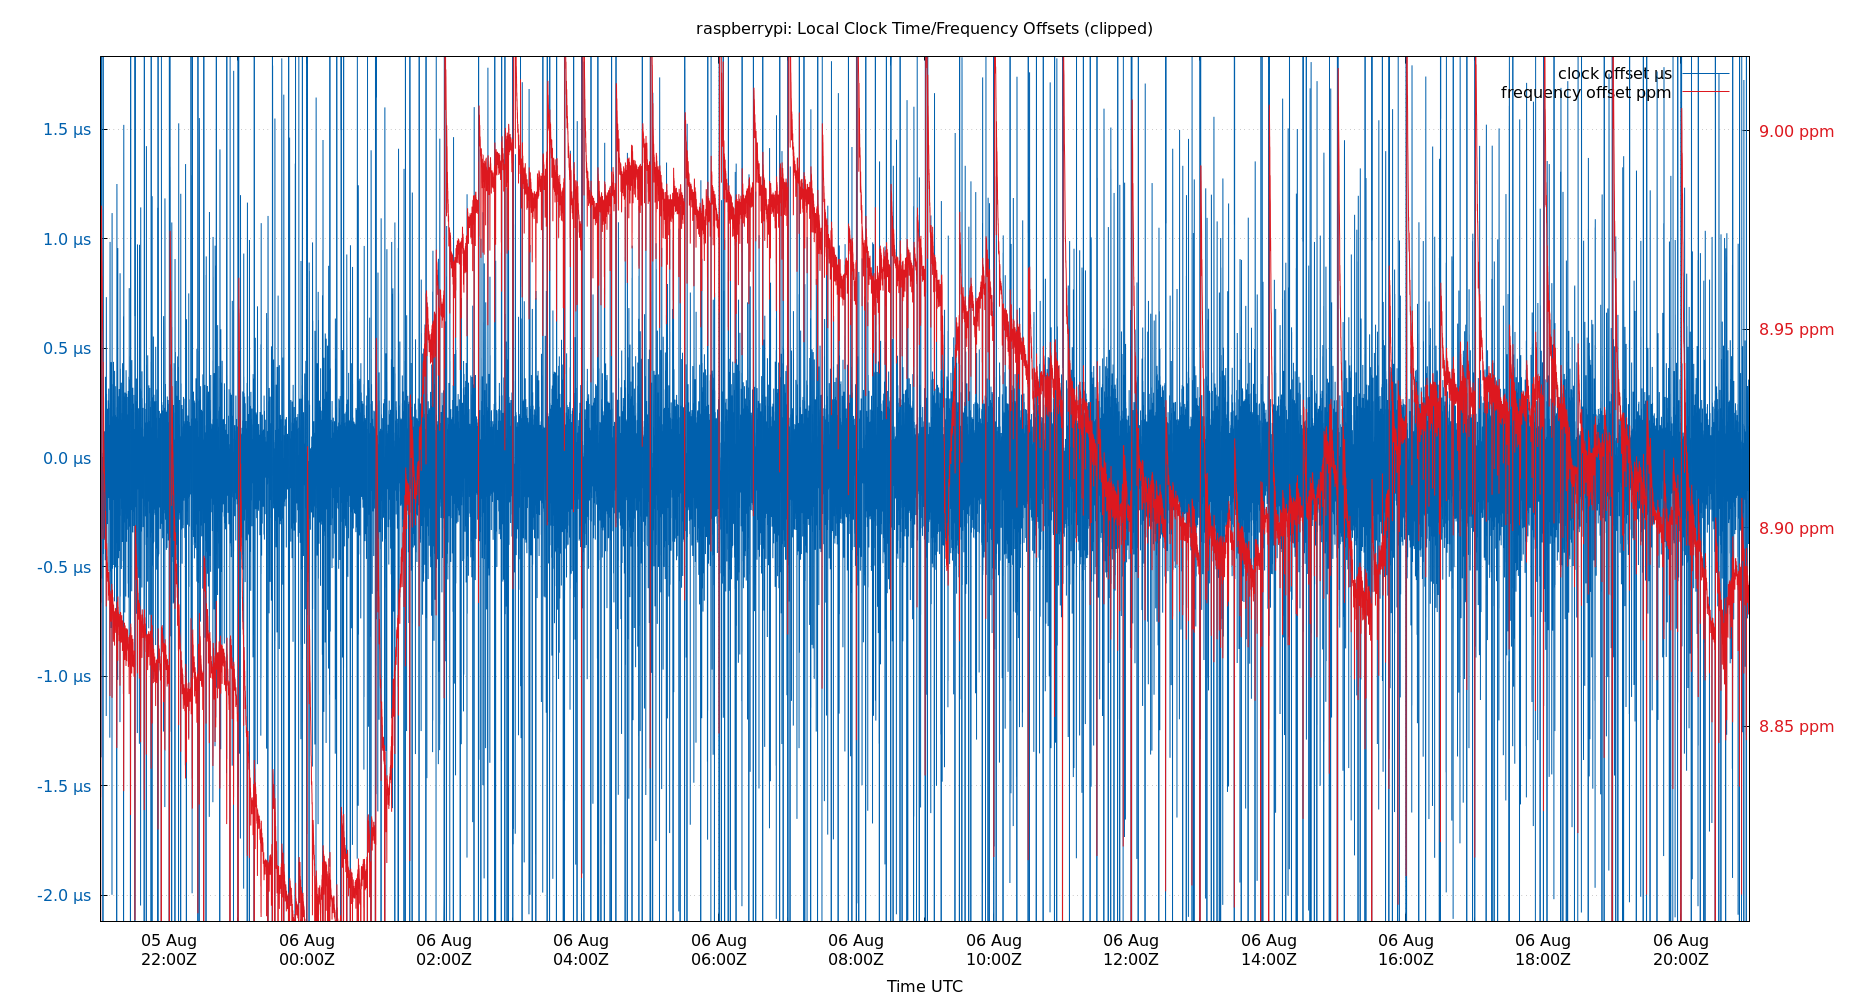 raspberrypi: Local Clock Time/Frequency Offsets (clipped)
clock offset µs
frequency offset ppm
1.5 µs
1.0 µs
0.5 µs
0.0 µs
-0.5 µs
-1.0 µs
-1.5 µs
-2.0 µs
9.00 ppm
8.95 ppm
8.90 ppm
8.85 ppm
05 Aug 06 Aug 06 Aug 06 Aug 06 Aug 06 Aug 06 Aug 06 Aug 06 Aug 06 Aug 06 Aug 06 Aug
22:00Z 00:00Z 02:00Z 04:00Z 06:00Z 08:00Z 10:00Z 12:00Z 14:00Z 16:00Z 18:00Z 20:00Z
Time UTC